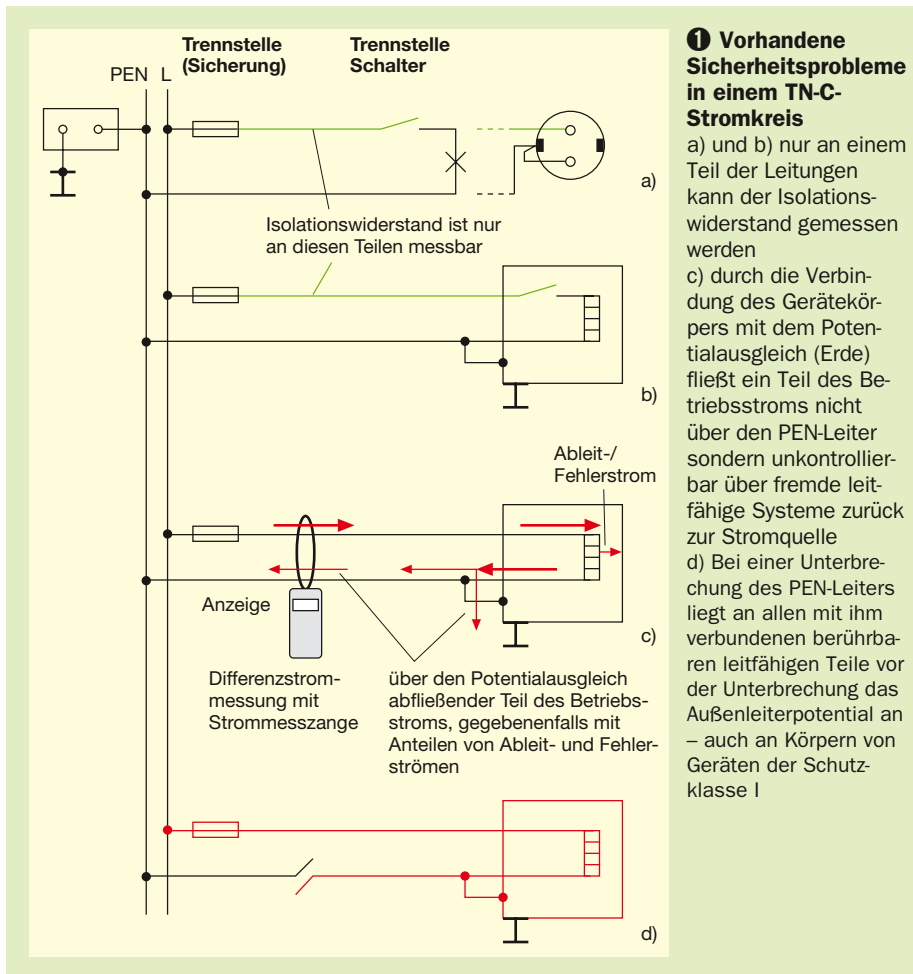 Trennstelle
(Sicherung)
Trennstelle
Schalter
PEN L
a)
Isolationswiderstand ist nur
an diesen Teilen messbar
b)
Ableit-/
Fehlerstrom
Anzeige
c)
Differenzstrom-
messung mit
Strommesszange
über den Potentialausgleich
abfließender Teil des Betriebs-
stroms, gegebenenfalls mit
Anteilen von Ableit- und Fehler-
strömen
d)
❶ Vorhandene
Sicherheitsprobleme
in einem TN-C-
Stromkreis
a) und b) nur an einem
Teil der Leitungen
kann der Isolations-
widerstand gemessen
werden
c) durch die Verbin-
dung des Gerätekör-
pers mit dem Poten-
tialausgleich (Erde)
fließt ein Teil des Be-
triebsstroms nicht
über den PEN-Leiter
sondern unkontrollier-
bar über fremde leit-
fähige Systeme zurück
zur Stromquelle
d) Bei einer Unterbre-
chung des PEN-Leiters
liegt an allen mit ihm
verbundenen berührba-
ren leitfähigen Teile vor
der Unterbrechung das
Außenleiterpotential an
– auch an Körpern von
Geräten der Schutz-
klasse I